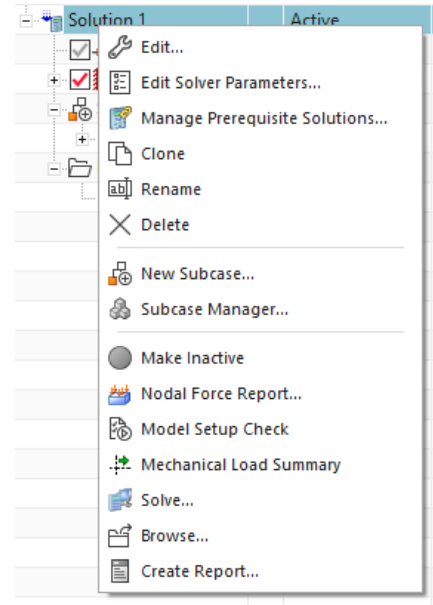 Solution 1 Active
Edit...
Edit Solver Parameters...
Manage Prerequisite Solutions...
Clone
Rename
Delete
New Subcase...
Subcase Manager...
Make Inactive
Nodal Force Report...
Model Setup Check
Mechanical Load Summary
Solve...
Browse...
Create Report...